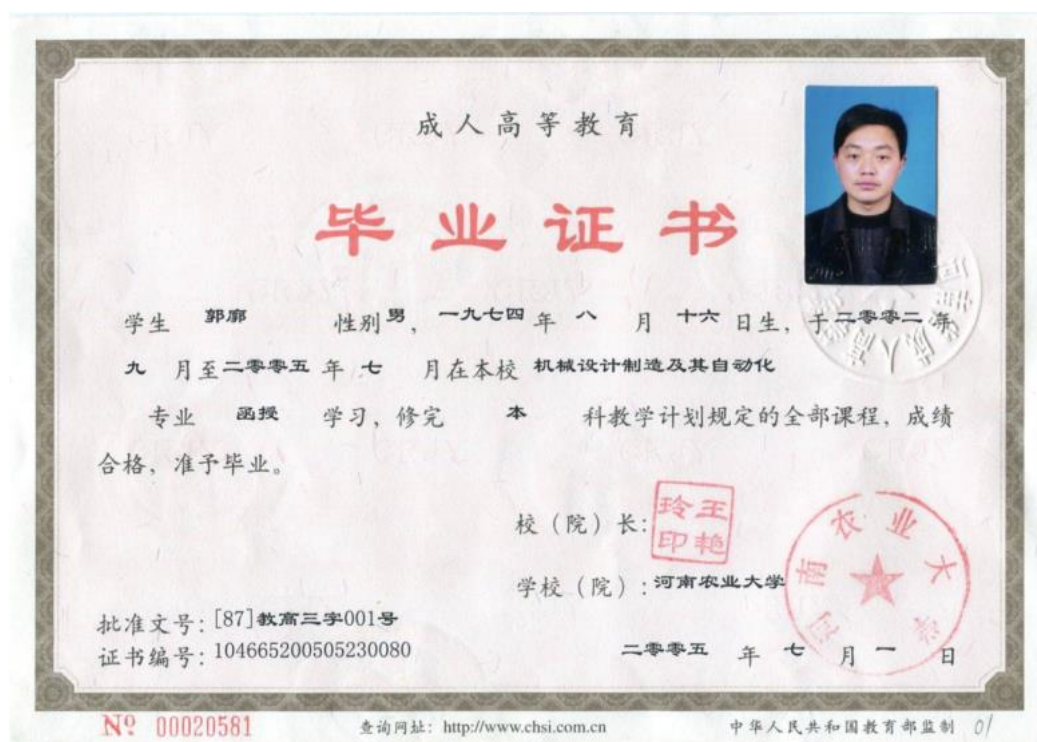 成人高等教育
毕业证书
学生 郭廓 性别男，一九七四年 八 月 十六 日生，于二零零二年
九 月至二零零五 年 七 月在本校 机械设计制造及其自动化
专业 函授 学习，修完 本 科教学计划规定的全部课程，成绩
合格，准予毕业。
校（院）长：
王艳玲印
学校（院）：河南农业大学
河南农业大学
批准文号：[87]教高三字001号
证书编号：104665200505230080
二零零五 年 七 月 一 日
№ 00020581
查询网址：http://www.chsi.com.cn
中华人民共和国教育部监制
01